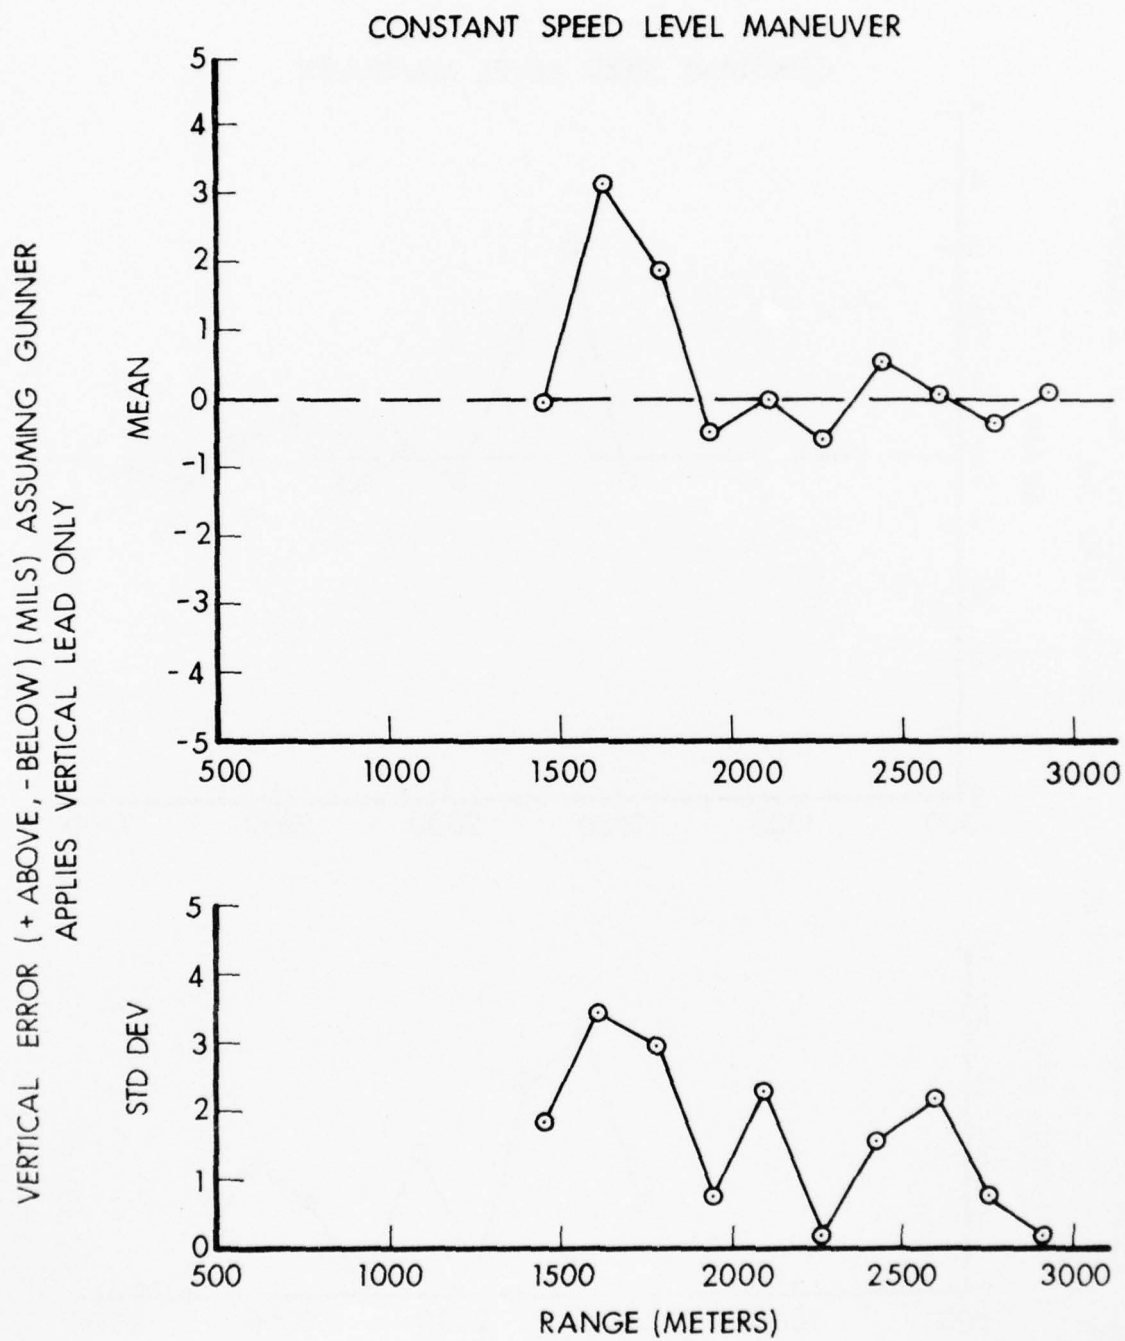 CONSTANT SPEED LEVEL MANEUVER
VERTICAL ERROR (+ ABOVE, - BELOW) (MILS) ASSUMING GUNNER
APPLIES VERTICAL LEAD ONLY
MEAN
5
4
3
2
1
0
-1
-2
-3
-4
-5
500 1000 1500 2000 2500 3000
STD DEV
5
4
3
2
1
0
500 1000 1500 2000 2500 3000
RANGE (METERS)